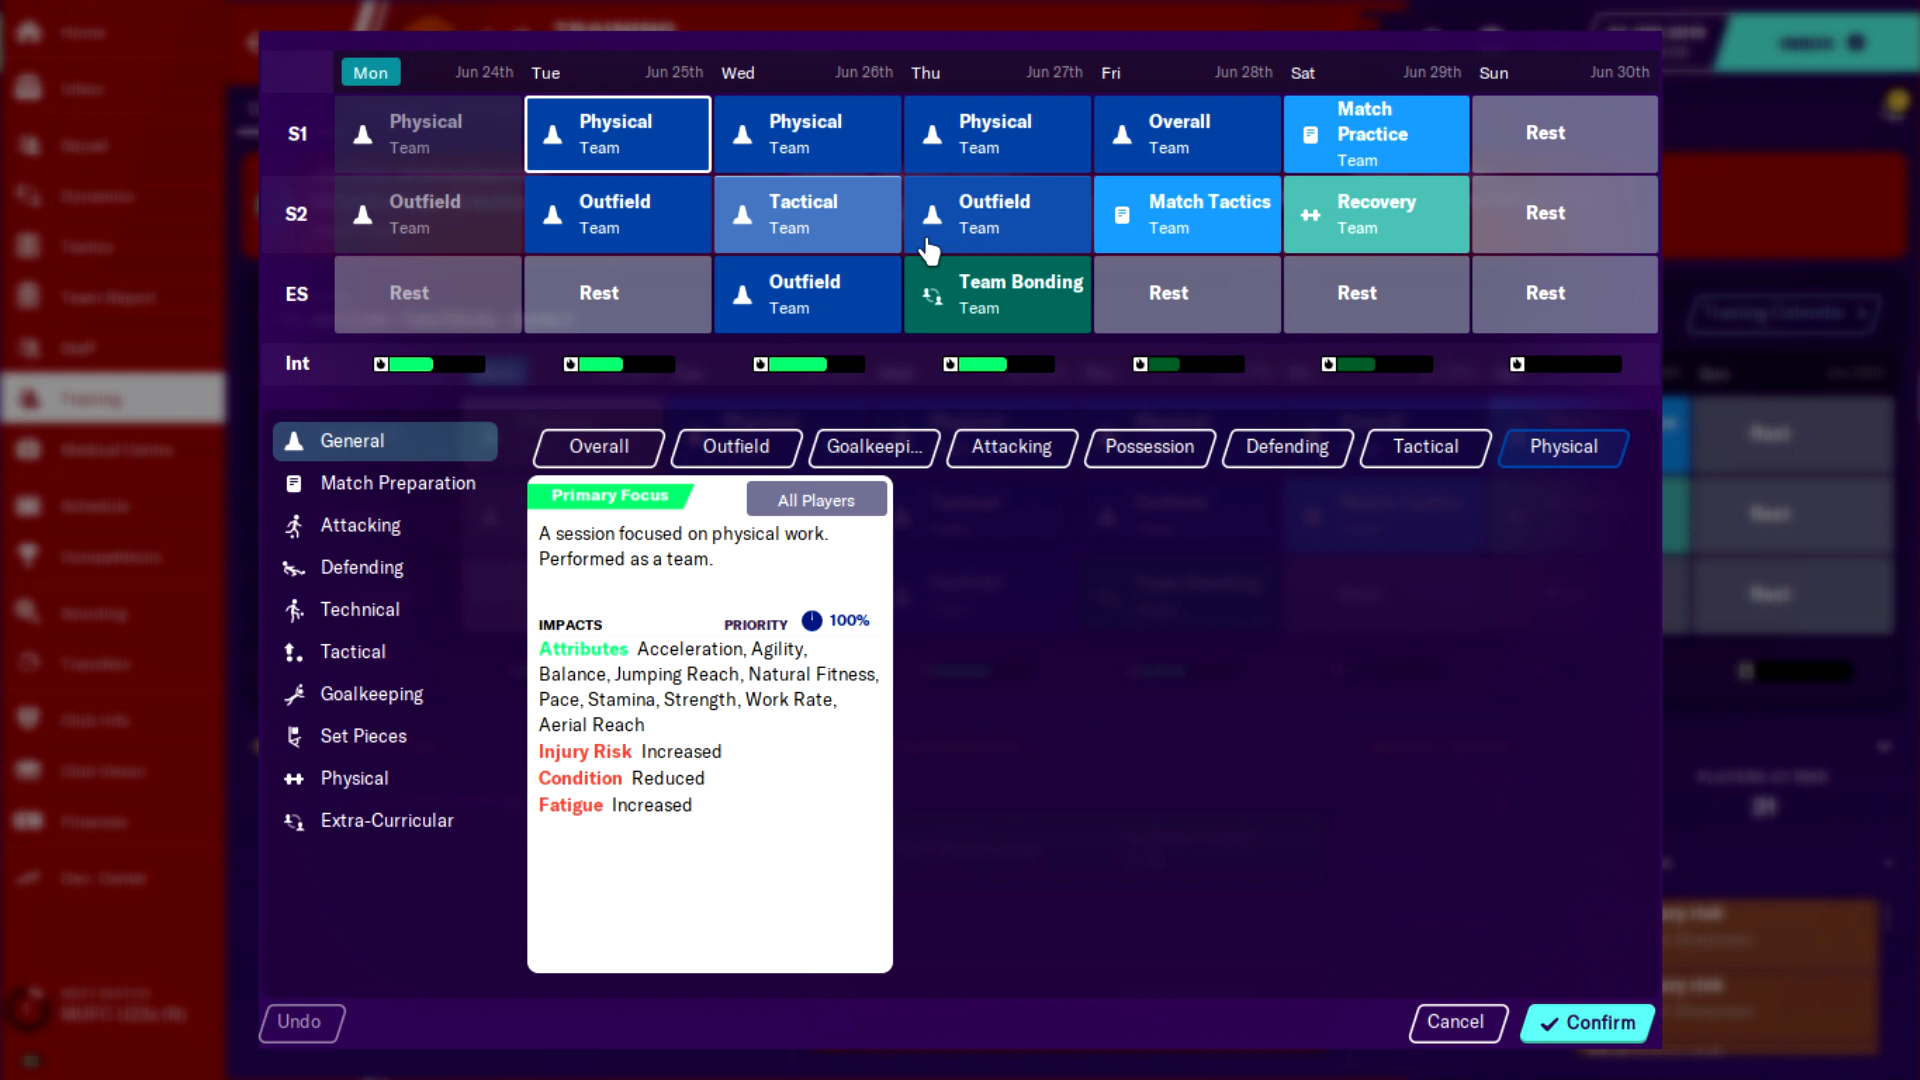 Mon Jun 24th Tue Jun 25th Wed Jun 26th Thu Jun 27th Fri Jun 28th Sat Jun 29th Sun Jun 30th
S1
Physical
Team
Physical
Team
Physical
Team
Physical
Team
Overall
Team
Match
Practice
Team
Rest
S2
Outfield
Team
Outfield
Team
Tactical
Team
Outfield
Team
Match Tactics
Team
Recovery
Team
Rest
ES
Rest
Rest
Outfield
Team
Team Bonding
Team
Rest
Rest
Rest
Int
General
Match Preparation
Attacking
Defending
Technical
Tactical
Goalkeeping
Set Pieces
Physical
Extra-Curricular
Overall Outfield Goalkeepi... Attacking Possession Defending Tactical Physical
Primary Focus All Players
A session focused on physical work.
Performed as a team.
IMPACTS PRIORITY 100%
Attributes Acceleration, Agility,
Balance, Jumping Reach, Natural Fitness,
Pace, Stamina, Strength, Work Rate,
Aerial Reach
Injury Risk Increased
Condition Reduced
Fatigue Increased
Undo Cancel Confirm